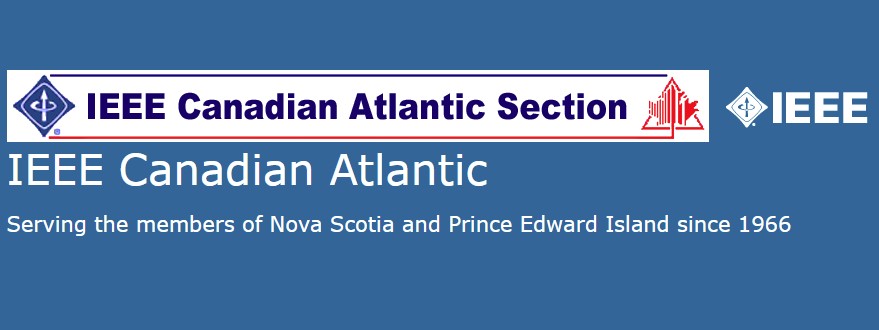 IEEE Canadian Atlantic Section
IEEE
IEEE Canadian Atlantic
Serving the members of Nova Scotia and Prince Edward Island since 1966